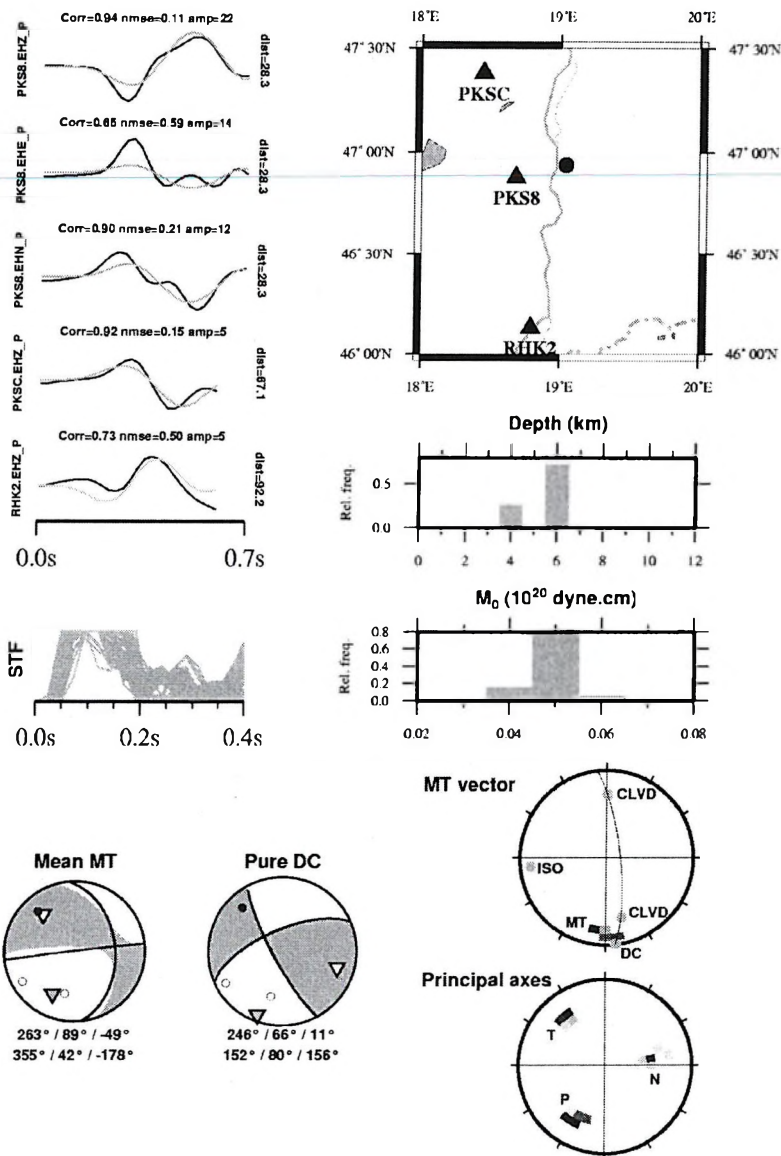 Corr=0.94 nmse=0.11 amp=22
PKS8.EHZ_P
dist=28.3
Corr=0.65 nmse=0.59 amp=14
PKS8.EHE_P
dist=28.3
Corr=0.90 nmse=0.21 amp=12
PKS8.EHN_P
dist=28.3
Corr=0.92 nmse=0.15 amp=5
PKSC.EHZ_P
dist=67.1
Corr=0.73 nmse=0.50 amp=5
RHK2.EHZ_P
dist=92.2
0.0s 0.7s
18˚E 19˚E 20˚E
47˚30'N 47˚30'N
PKSC
47˚00'N 47˚00'N
PKS8
46˚30'N 46˚30'N
RHK2
46˚00'N 46˚00'N
18˚E 19˚E 20˚E
Depth (km)
Rel. freq.
0.5
0.0
0 2 4 6 8 10 12
M₀ (10²⁰ dyne.cm)
Rel. freq.
0.8
0.6
0.4
0.2
0.0
0.02 0.04 0.06 0.08
STF
0.0s 0.2s 0.4s
MT vector
CLVD
ISO
CLVD
MT
DC
Mean MT
263° / 89° / -49°
355° / 42° / -178°
Pure DC
246° / 66° / 11°
152° / 80° / 156°
Principal axes
T
N
P